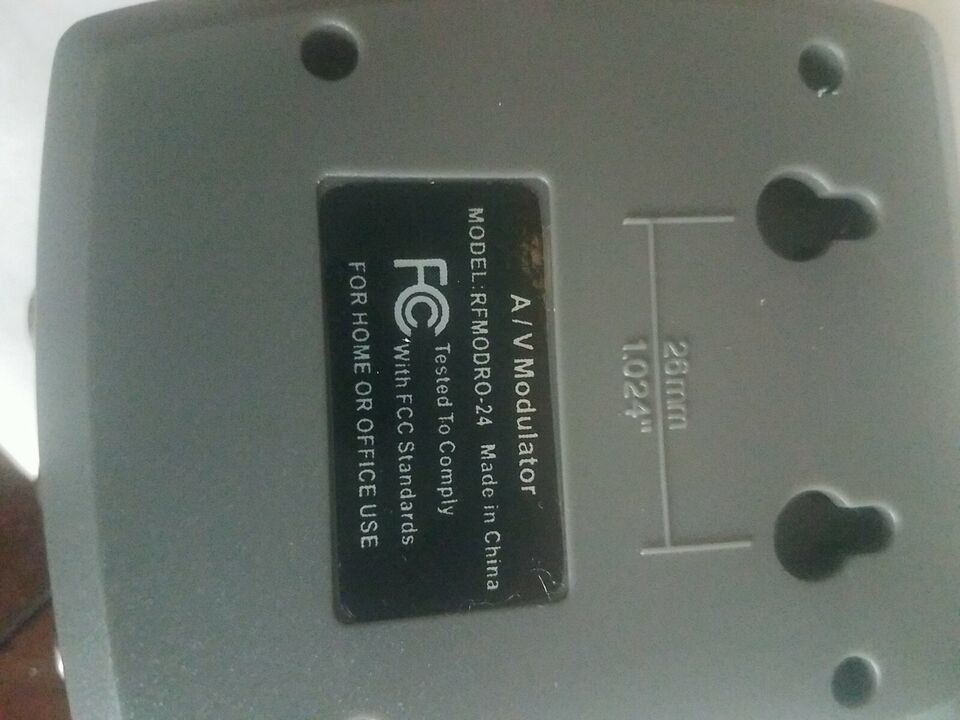 26mm
1.024"
A/V Modulator
MODEL:RFMODRO-24 Made in China
FC Tested To Comply
With FCC Standards
FOR HOME OR OFFICE USE